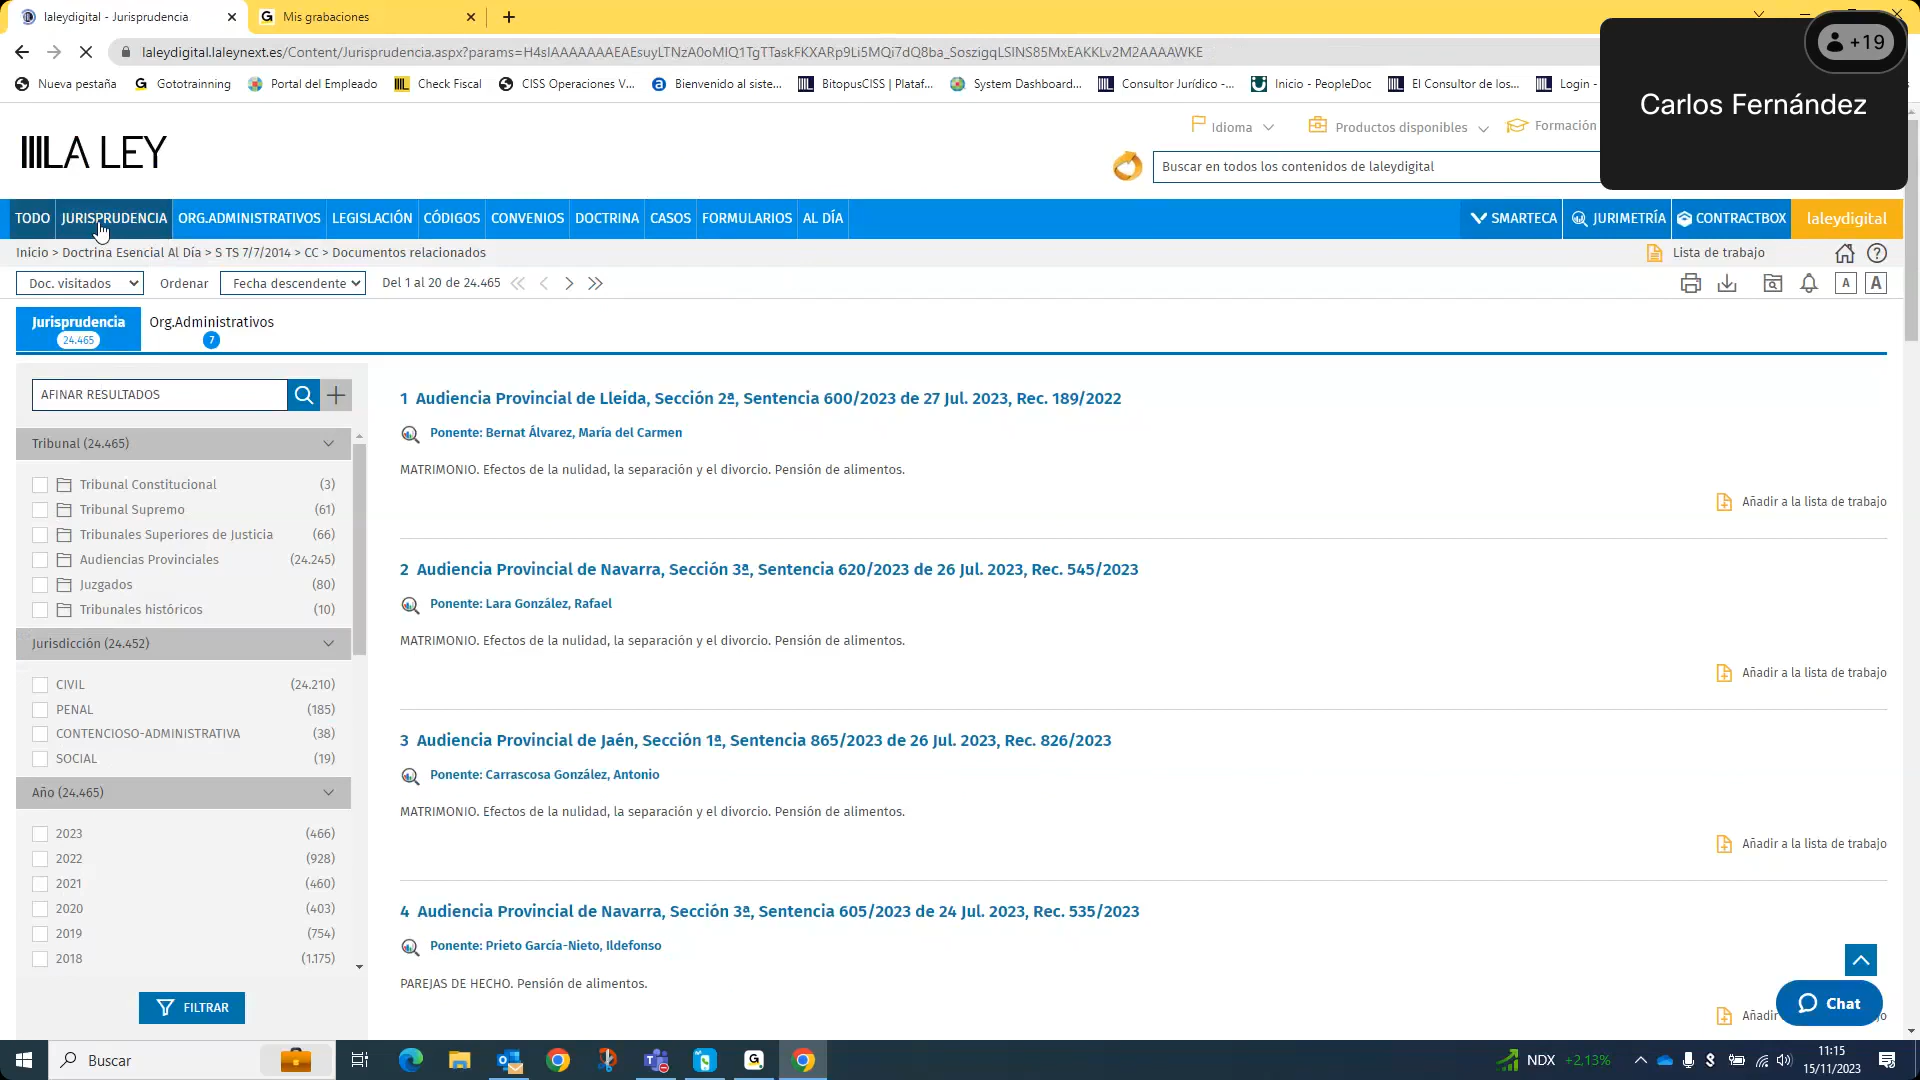 laleydigital - Jurisprudencia
G Mis grabaciones
laleydigital.laleynext.es/Content/Jurisprudencia.aspx?params=H4sIAAAAAAAEAEsuyLTNzA0oMIQ1TgTTaskFKXARp9Li5MQi7dQ8ba_SoszigqLSlNS85MxEAKKLv2M2AAAAWKE
Nueva pestaña
G Gototrainning
Portal del Empleado
Check Fiscal
CISS Operaciones V...
Bienvenido al siste...
BitopusCISS | Plataf...
System Dashboard...
Consultor Jurídico -...
Inicio - PeopleDoc
El Consultor de los...
Login -
+19
Carlos Fernández
LA LEY
Idioma
Productos disponibles
Formación
Buscar en todos los contenidos de laleydigital
TODO JURISPRUDENCIA ORG.ADMINISTRATIVOS LEGISLACIÓN CÓDIGOS CONVENIOS DOCTRINA CASOS FORMULARIOS AL DÍA
SMARTECA JURIMETRÍA CONTRACTBOX laleydigital
Inicio > Doctrina Esencial Al Día > S TS 7/7/2014 > CC > Documentos relacionados
Lista de trabajo
Doc. visitados
Ordenar
Fecha descendente
Del 1 al 20 de 24.465
A A
Jurisprudencia
24.465
Org.Administrativos
7
AFINAR RESULTADOS
Tribunal (24.465)
Tribunal Constitucional (3)
Tribunal Supremo (61)
Tribunales Superiores de Justicia (66)
Audiencias Provinciales (24.245)
Juzgados (80)
Tribunales históricos (10)
Jurisdicción (24.452)
CIVIL (24.210)
PENAL (185)
CONTENCIOSO-ADMINISTRATIVA (38)
SOCIAL (19)
Año (24.465)
2023 (466)
2022 (928)
2021 (460)
2020 (403)
2019 (754)
2018 (1.175)
FILTRAR
1 Audiencia Provincial de Lleida, Sección 2ª, Sentencia 600/2023 de 27 Jul. 2023, Rec. 189/2022
Ponente: Bernat Álvarez, María del Carmen
MATRIMONIO. Efectos de la nulidad, la separación y el divorcio. Pensión de alimentos.
Añadir a la lista de trabajo
2 Audiencia Provincial de Navarra, Sección 3ª, Sentencia 620/2023 de 26 Jul. 2023, Rec. 545/2023
Ponente: Lara González, Rafael
MATRIMONIO. Efectos de la nulidad, la separación y el divorcio. Pensión de alimentos.
Añadir a la lista de trabajo
3 Audiencia Provincial de Jaén, Sección 1ª, Sentencia 865/2023 de 26 Jul. 2023, Rec. 826/2023
Ponente: Carrascosa González, Antonio
MATRIMONIO. Efectos de la nulidad, la separación y el divorcio. Pensión de alimentos.
Añadir a la lista de trabajo
4 Audiencia Provincial de Navarra, Sección 3ª, Sentencia 605/2023 de 24 Jul. 2023, Rec. 535/2023
Ponente: Prieto García-Nieto, Ildefonso
PAREJAS DE HECHO. Pensión de alimentos.
Añadir
Chat
Buscar
NDX +2,13%
11:15
15/11/2023